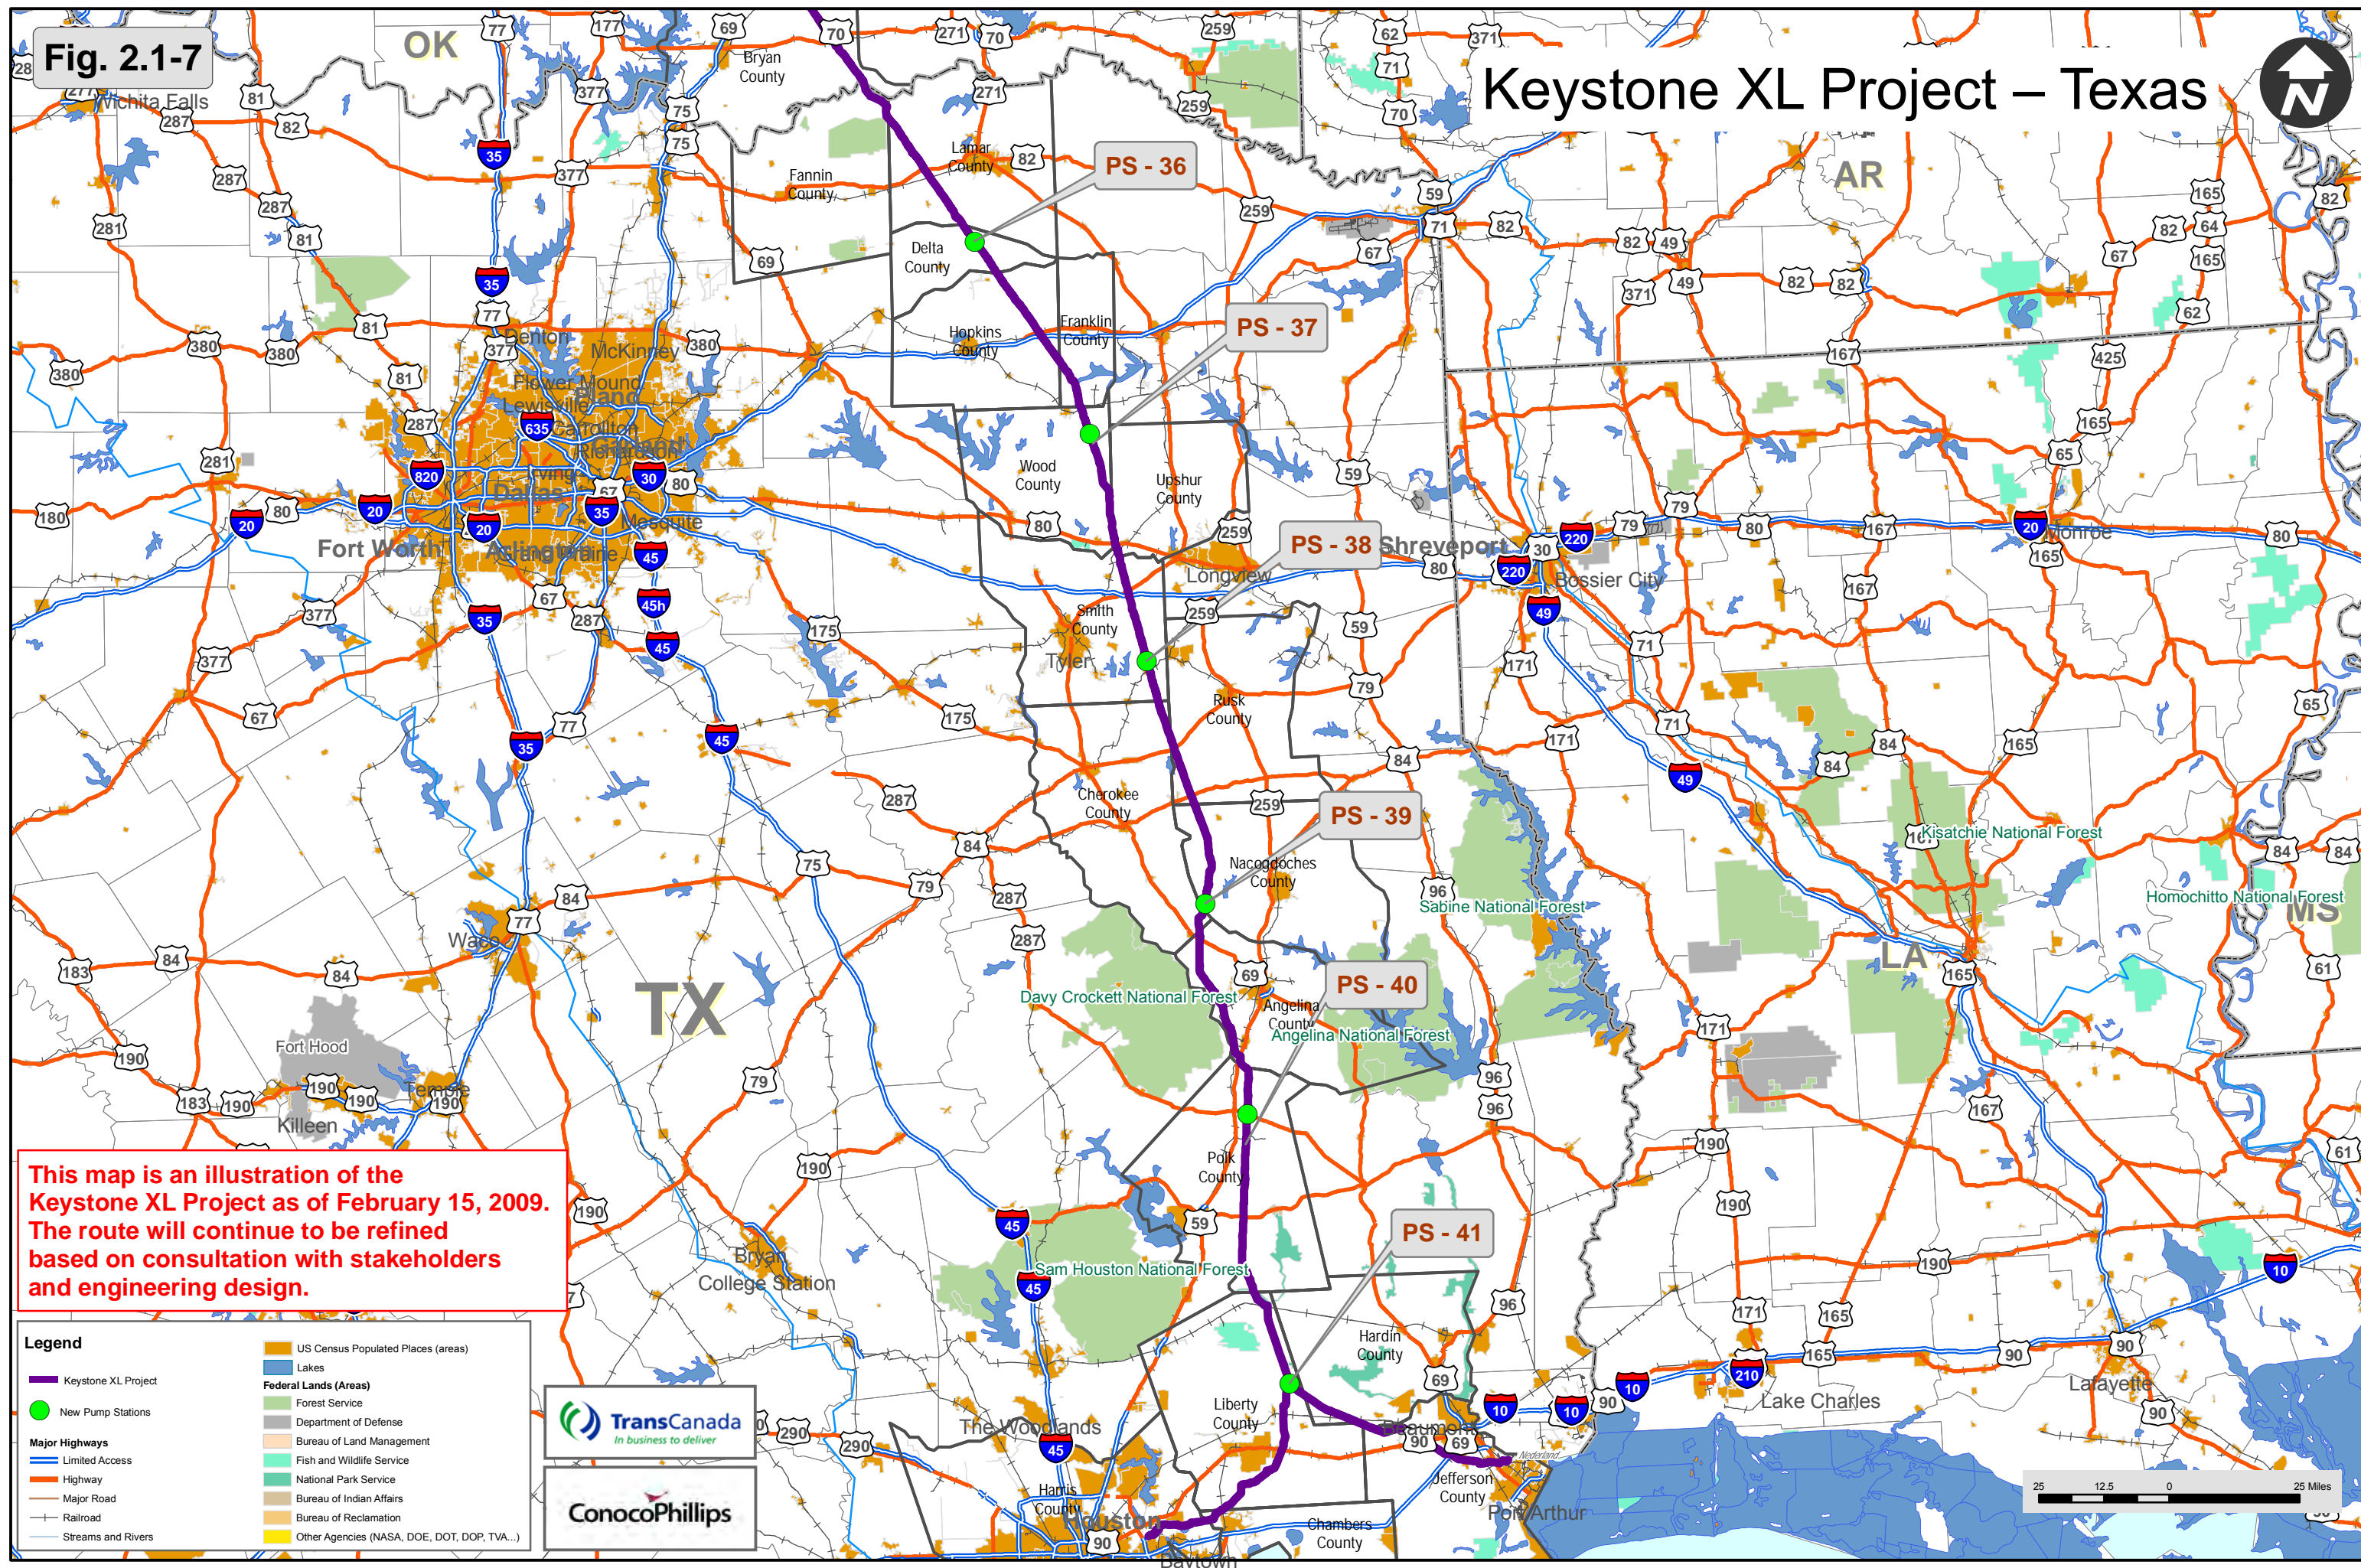 Fig. 2.1-7
Keystone XL Project – Texas
N
OK
AR
TX
LA
MS
Wichita Falls
Bryan
County
Lamar
County
Fannin
County
PS - 36
Delta
County
PS - 37
Hopkins
County
Franklin
County
Denton
McKinney
Flower Mound
Plano
Lewisville
Carrollton
Garland
Richardson
Irving
Dallas
Mesquite
Fort Worth
Arlington
Wood
County
Upshur
County
PS - 38
Shreveport
Bossier City
Monroe
Longview
Smith
County
Tyler
Rusk
County
Cherokee
County
PS - 39
Nacogdoches
County
Kisatchie National Forest
Homochitto National Forest
Sabine National Forest
Waco
Davy Crockett National Forest
PS - 40
Angelina
County
Angelina National Forest
Fort Hood
Temple
Killeen
Polk
County
PS - 41
Sam Houston National Forest
Bryan
College Station
Hardin
County
Liberty
County
The Woodlands
Beaumont
Nederland
Jefferson
County
Port Arthur
Lake Charles
Lafayette
Harris
County
Houston
Chambers
County
Baytown
This map is an illustration of the
Keystone XL Project as of February 15, 2009.
The route will continue to be refined
based on consultation with stakeholders
and engineering design.
Legend
Keystone XL Project
New Pump Stations
Major Highways
Limited Access
Highway
Major Road
Railroad
Streams and Rivers
US Census Populated Places (areas)
Lakes
Federal Lands (Areas)
Forest Service
Department of Defense
Bureau of Land Management
Fish and Wildlife Service
National Park Service
Bureau of Indian Affairs
Bureau of Reclamation
Other Agencies (NASA, DOE, DOT, DOP, TVA...)
TransCanada
In business to deliver
ConocoPhillips
25 12.5 0 25 Miles